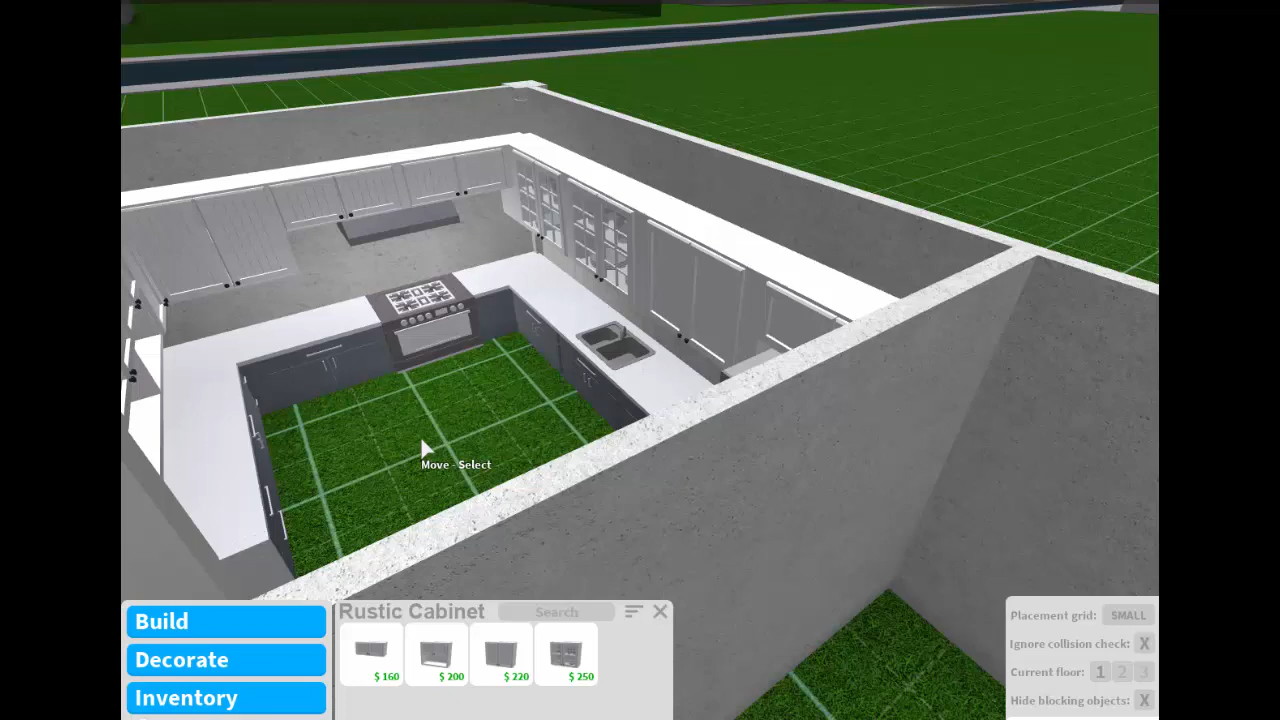 Move - Select
Build
Decorate
Inventory
Rustic Cabinet
Search
$ 160
$ 200
$ 220
$ 250
Placement grid: SMALL
Ignore collision check: X
Current floor: 1 2 3
Hide blocking objects: X